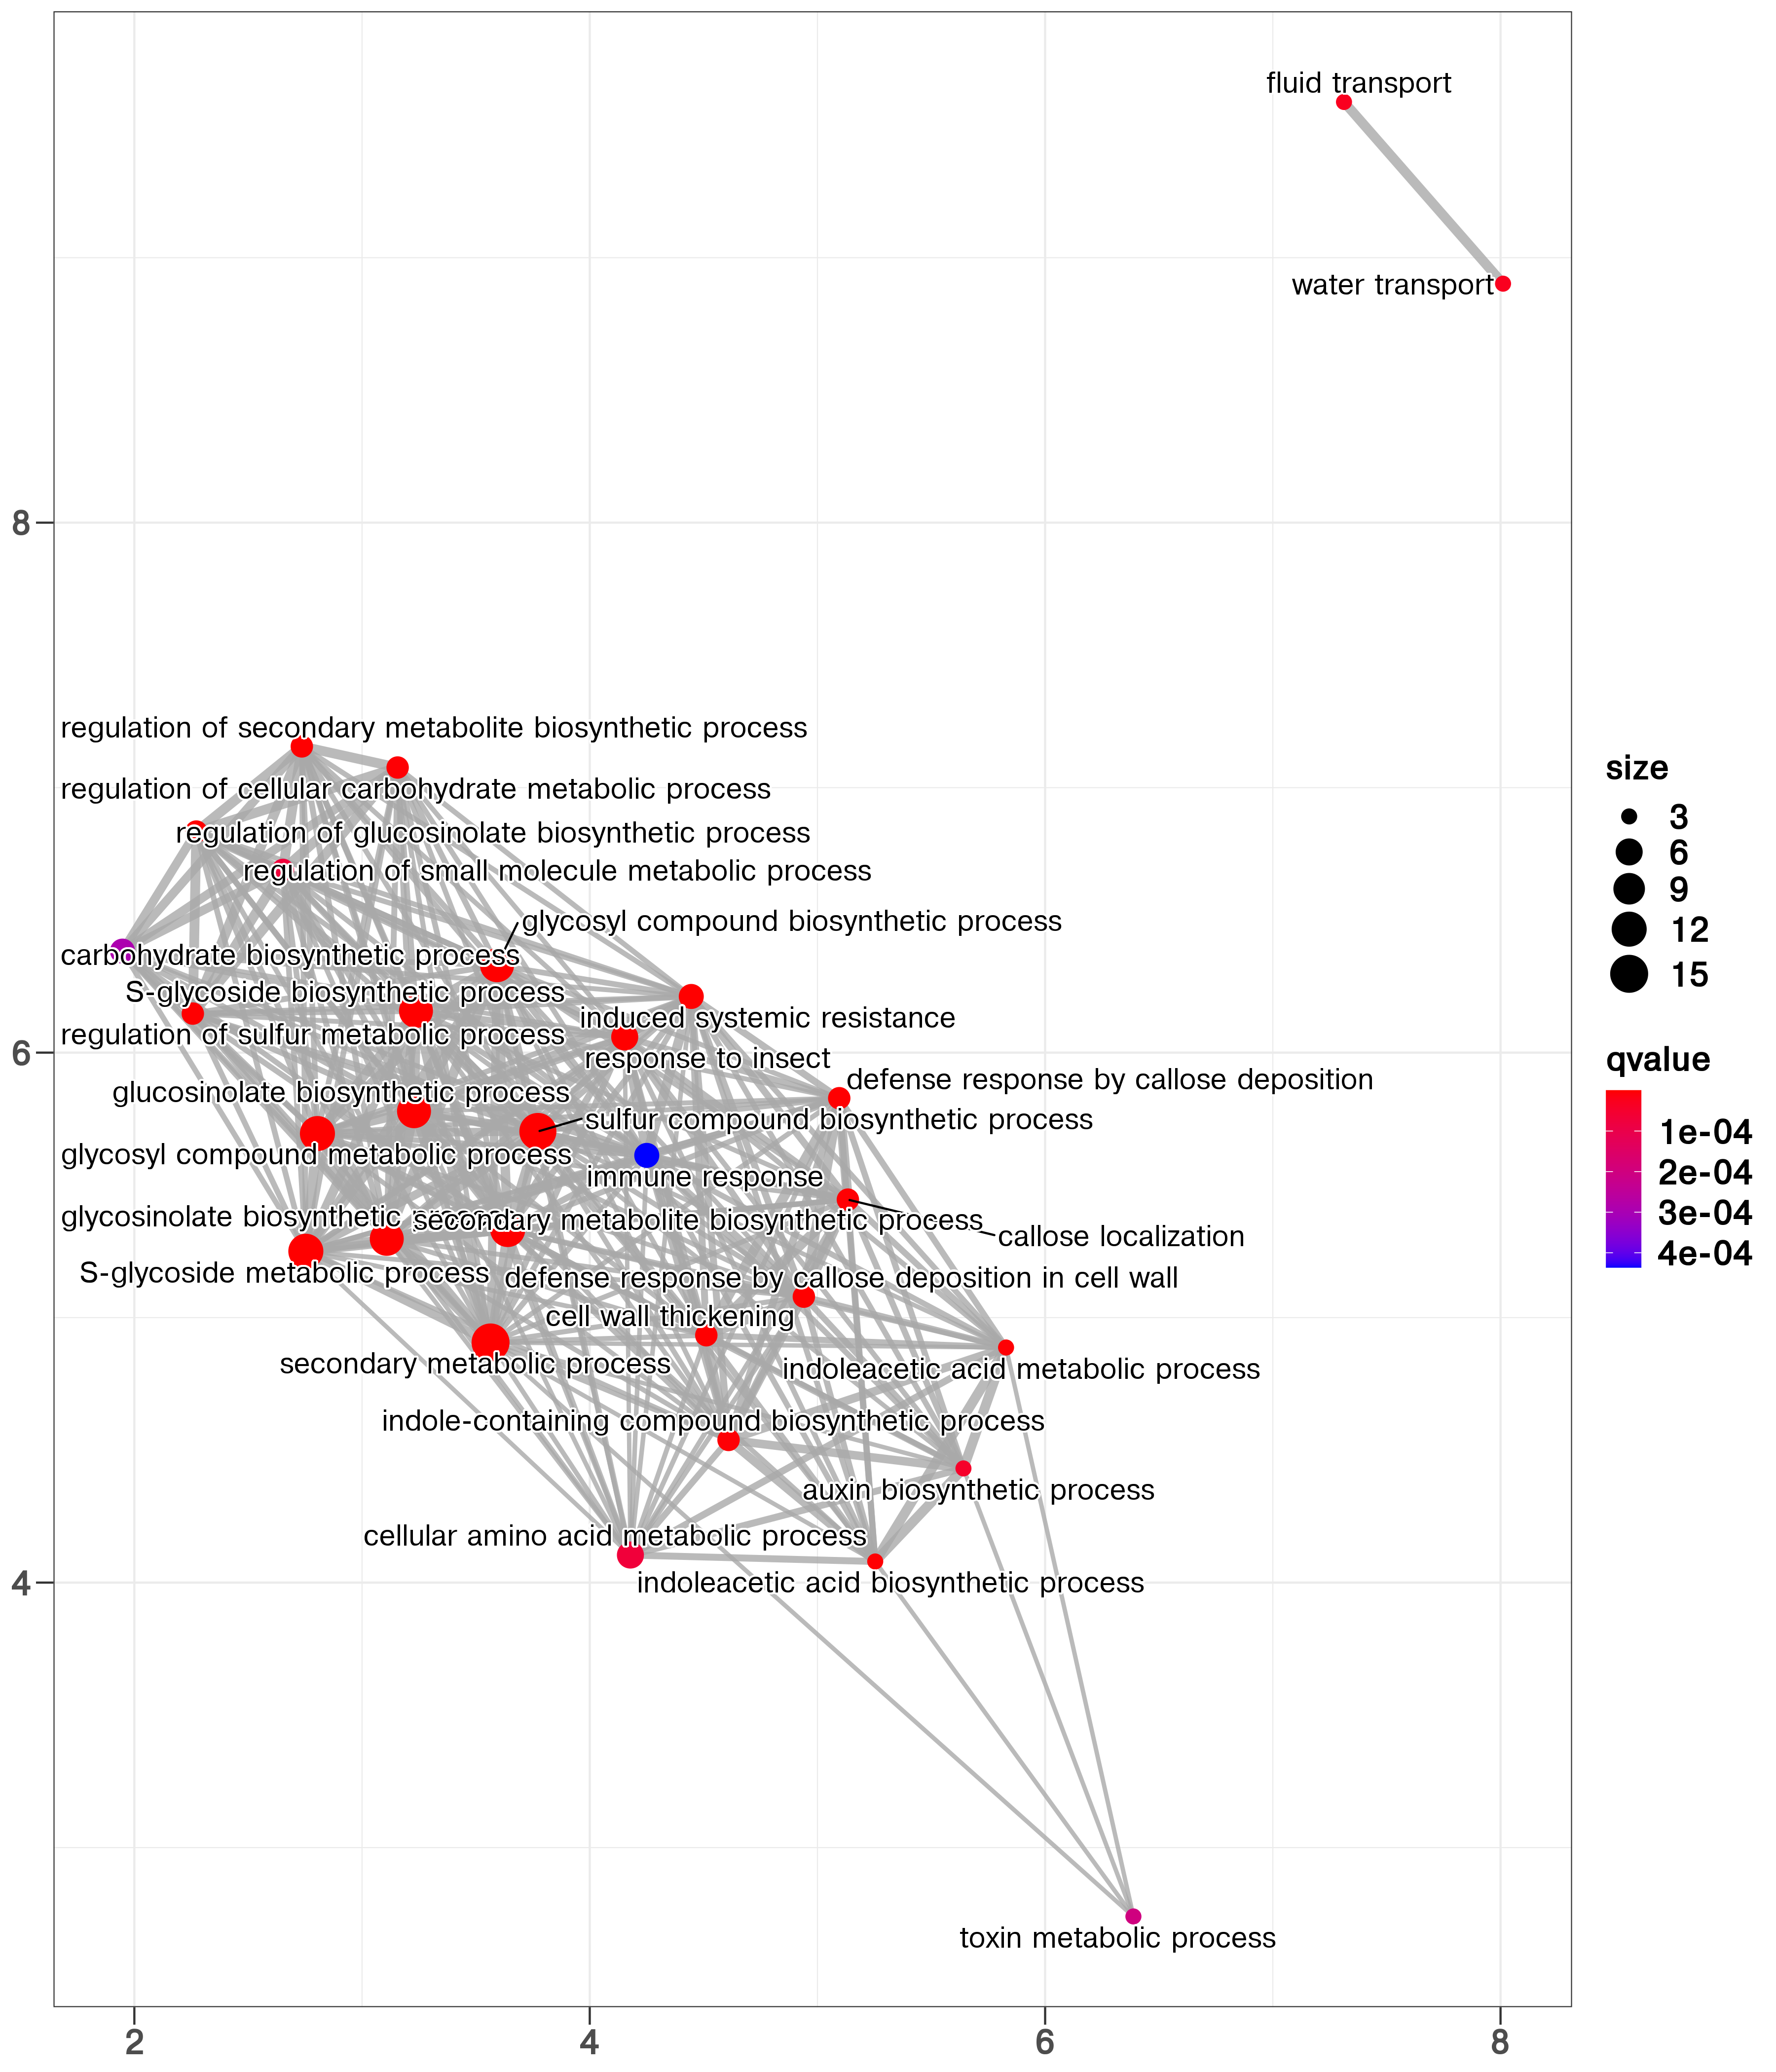 fluid transport
water transport
8
regulation of secondary metabolite biosynthetic process
regulation of cellular carbohydrate metabolic process
regulation of glucosinolate biosynthetic process
regulation of small molecule metabolic process
glycosyl compound biosynthetic process
carbohydrate biosynthetic process
S-glycoside biosynthetic process
induced systemic resistance
regulation of sulfur metabolic process
6
response to insect
defense response by callose deposition
glucosinolate biosynthetic process
sulfur compound biosynthetic process
glycosyl compound metabolic process
immune response
glycosinolate biosynthetic
secondary metabolite biosynthetic process
callose localization
S-glycoside metabolic process
defense response by callose deposition in cell wall
cell wall thickening
secondary metabolic process
indoleacetic acid metabolic process
indole-containing compound biosynthetic process
auxin biosynthetic process
cellular amino acid metabolic process
4
indoleacetic acid biosynthetic process
toxin metabolic process
2
4
6
8
size
3
6
9
12
15
qvalue
1e-04
2e-04
3e-04
4e-04